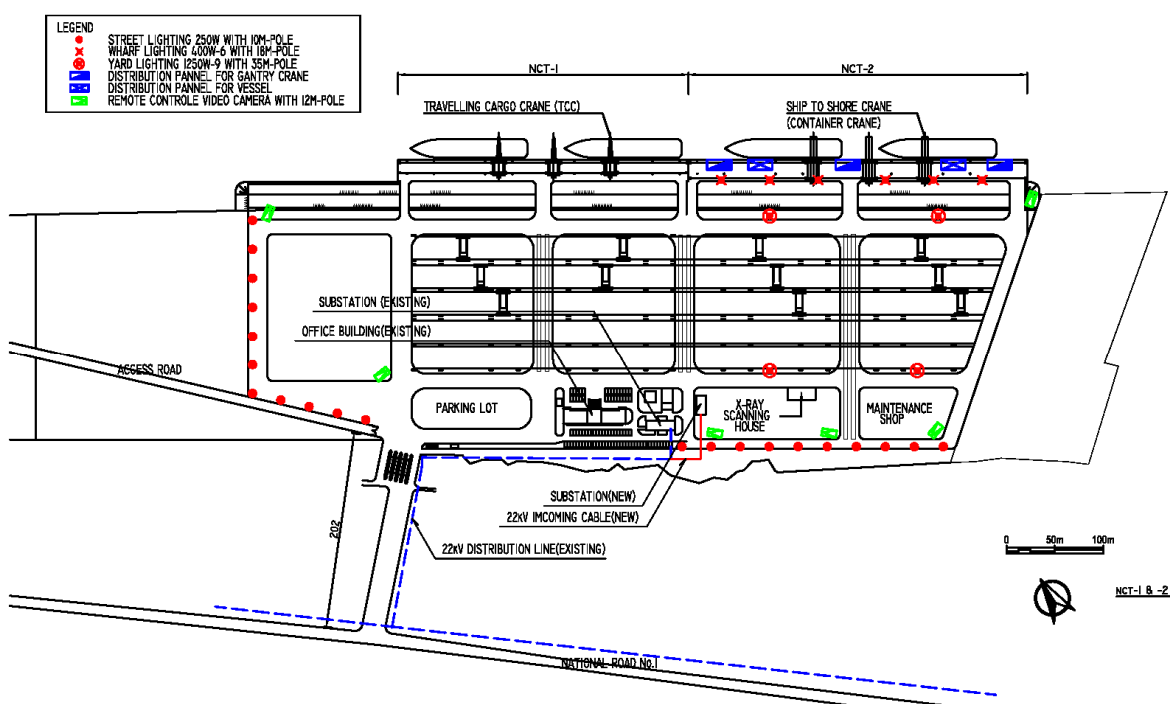 LEGEND
STREET LIGHTING 250W WITH 10M-POLE
WHARF LIGHTING 400W-6 WITH 18M-POLE
YARD LIGHTING 1250W-9 WITH 35M-POLE
DISTRIBUTION PANNEL FOR GANTRY CRANE
DISTRIBUTION PANNEL FOR VESSEL
REMOTE CONTROLE VIDEO CAMERA WITH 12M-POLE
NCT-1
NCT-2
TRAVELLING CARGO CRANE (TCC)
SHIP TO SHORE CRANE
(CONTAINER CRANE)
SUBSTATION (EXISTING)
OFFICE BUILDING(EXISTING)
ACCESS ROAD
PARKING LOT
X-RAY
SCANNING
HOUSE
MAINTENANCE
SHOP
SUBSTATION(NEW)
22KV IMCOMING CABLE(NEW)
202
22KV DISTRIBUTION LINE(EXISTING)
0 50m 100m
NCT-1 & -2
NATIONAL ROAD No.1